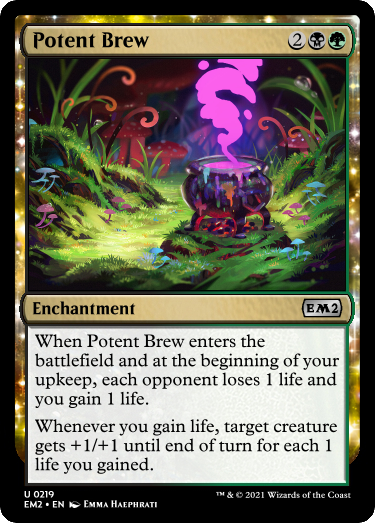 Potent Brew 2
Enchantment EM2
When Potent Brew enters the
battlefield and at the beginning of your
upkeep, each opponent loses 1 life and
you gain 1 life.
Whenever you gain life, target creature
gets +1/+1 until end of turn for each 1
life you gained.
U 0219
EM2 • EN Emma Haephrati
™ & © 2021 Wizards of the Coast